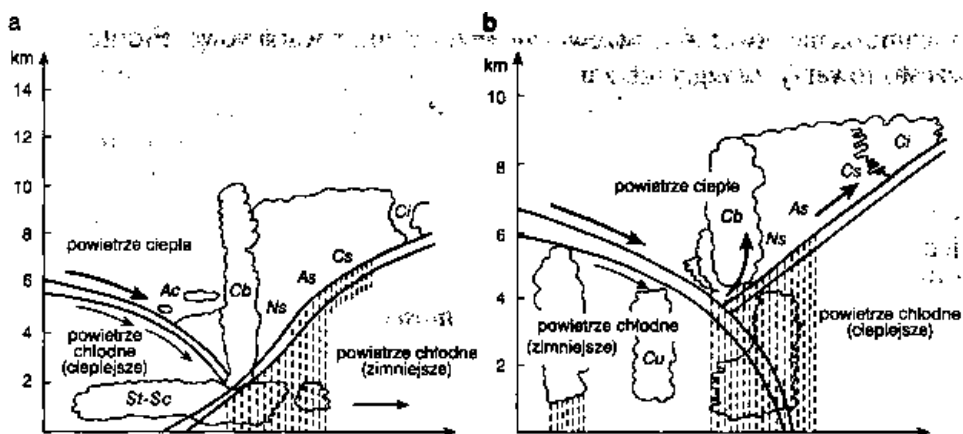 a
km
14
12
10
8
6
4
2
powietrze ciepłe
Ac
Cb
Ci
Cs
As
Ns
powietrze chłodne
(cieplejsze)
powietrze chłodne
(zimniejsze)
St-Sc
b
km
10
8
6
4
2
powietrze ciepłe
Cb
Ci
Cs
As
Ns
powietrze chłodne
(zimniejsze)
Cu
powietrze chłodne
(cieplejsze)